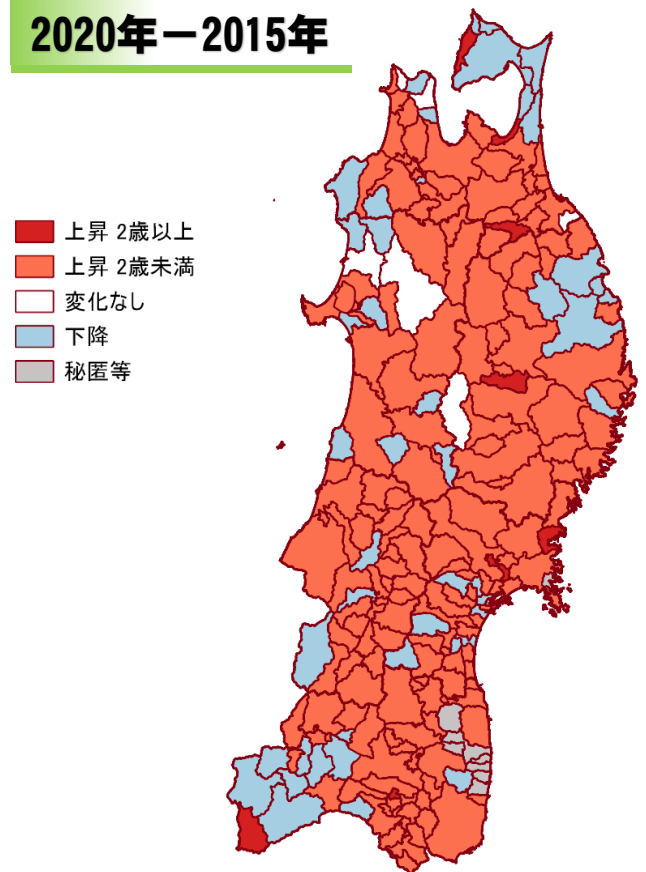 2020年－2015年
上昇 2歳以上
上昇 2歳未満
変化なし
下降
秘匿等